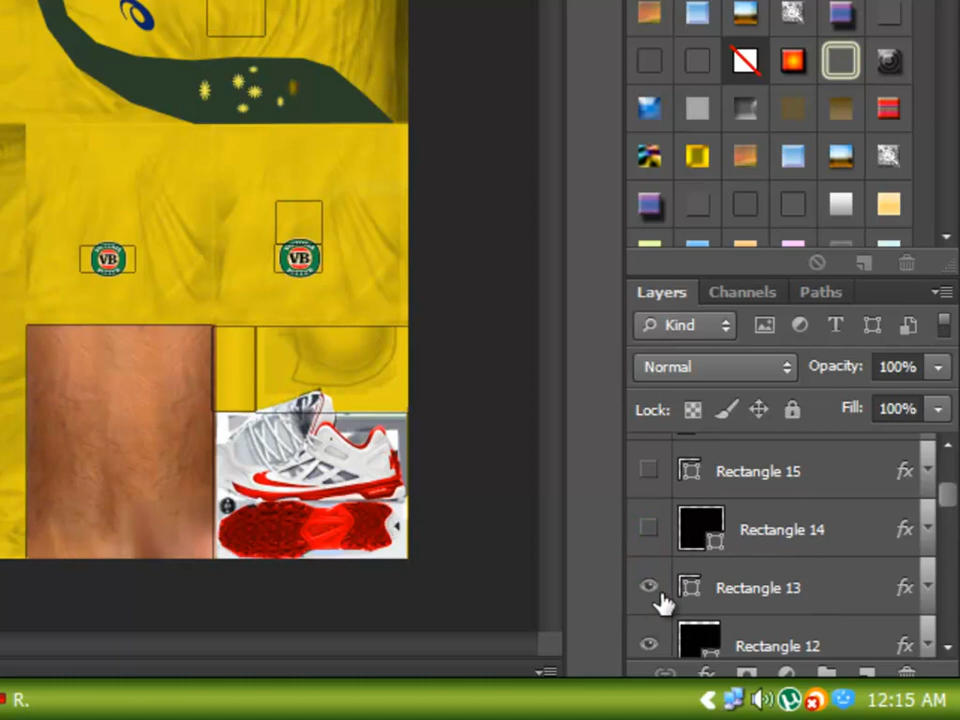 VB
VB
Layers Channels Paths
Kind
Normal Opacity: 100%
Lock: Fill: 100%
Rectangle 15 fx
Rectangle 14 fx
Rectangle 13 fx
Rectangle 12 fx
R. 12:15 AM